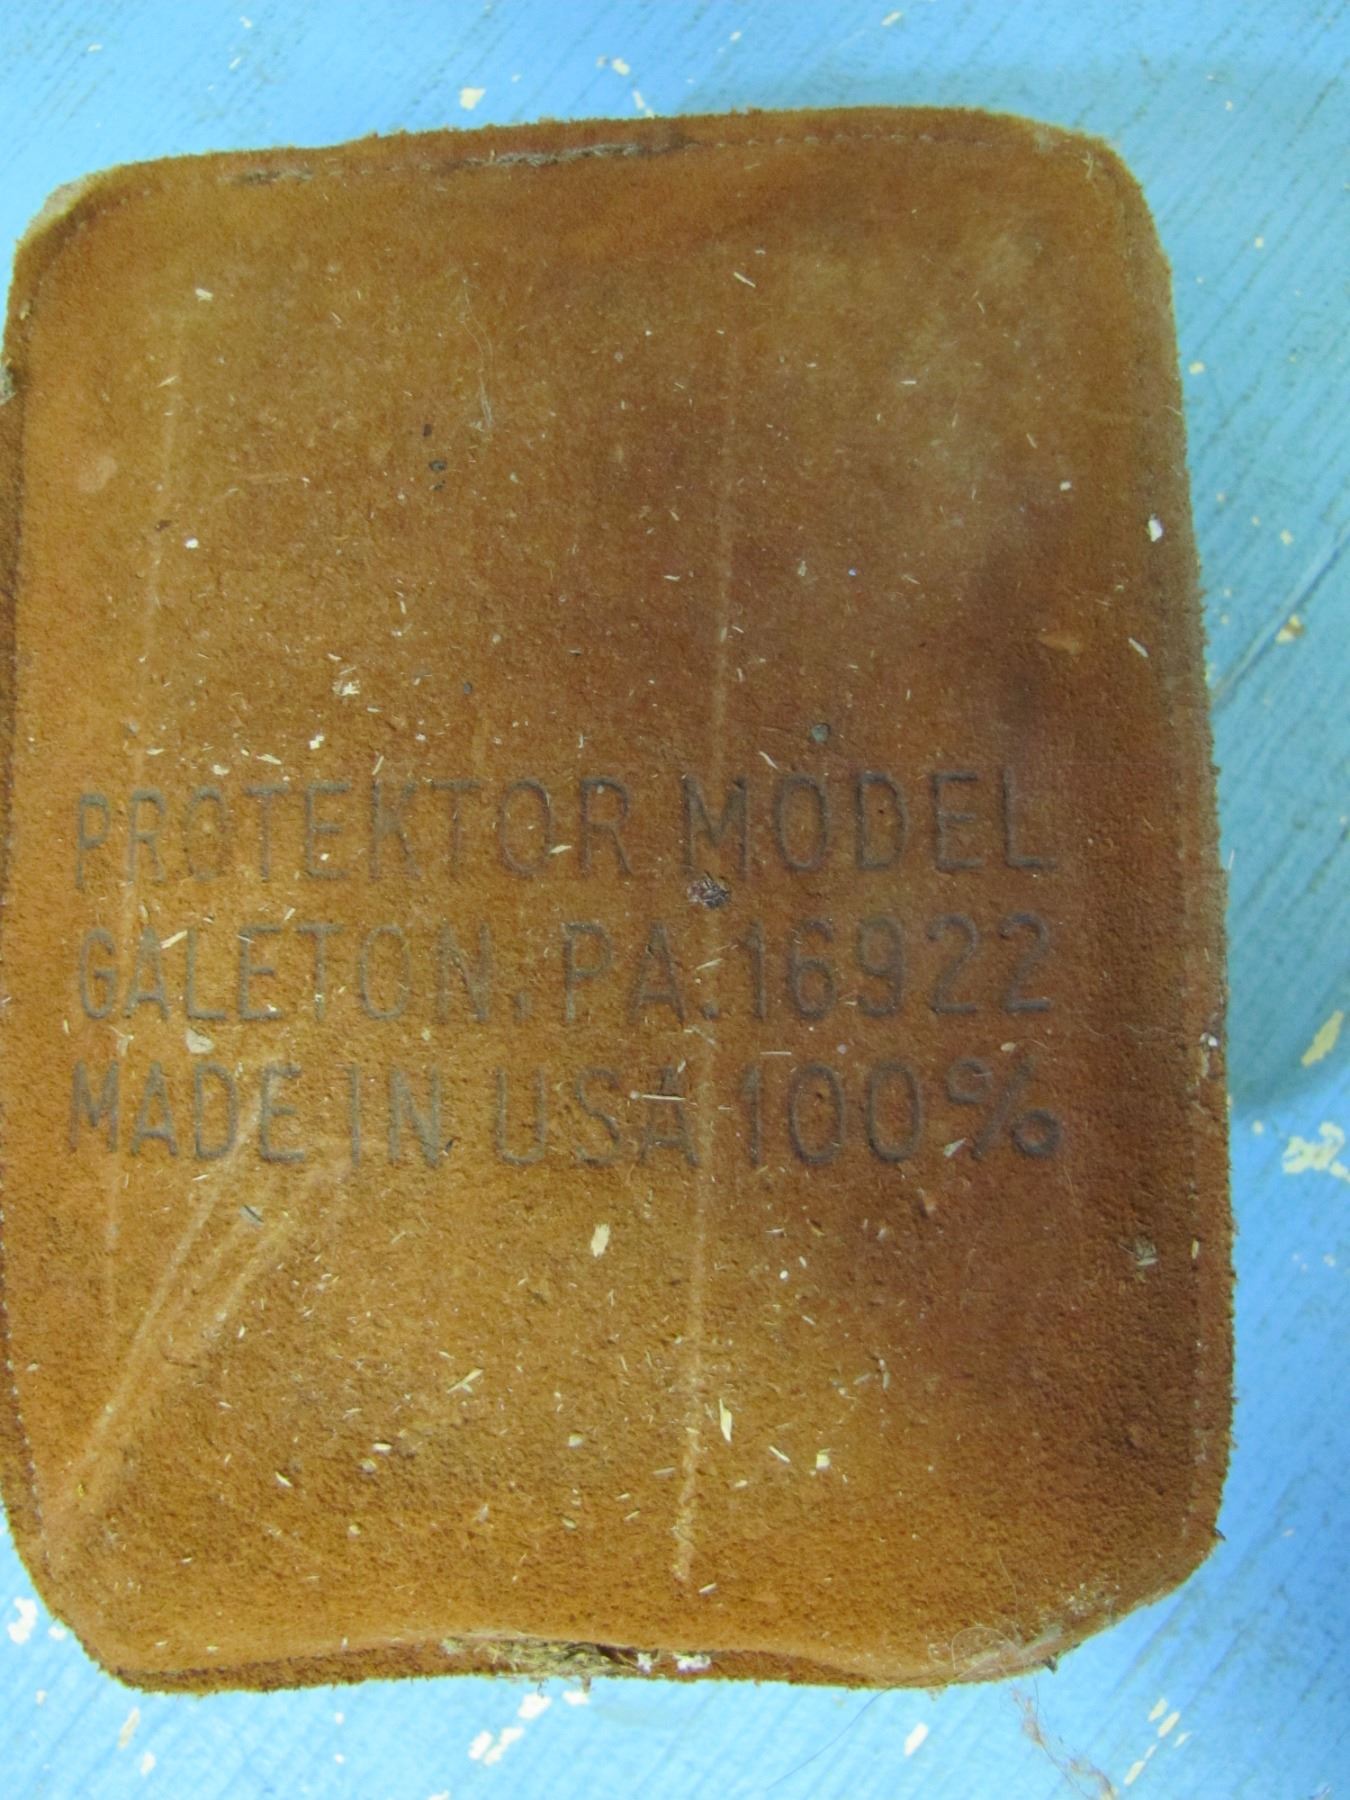 PROTEKTOR MODEL
GALETON, PA. 16922
MADE IN USA 100%